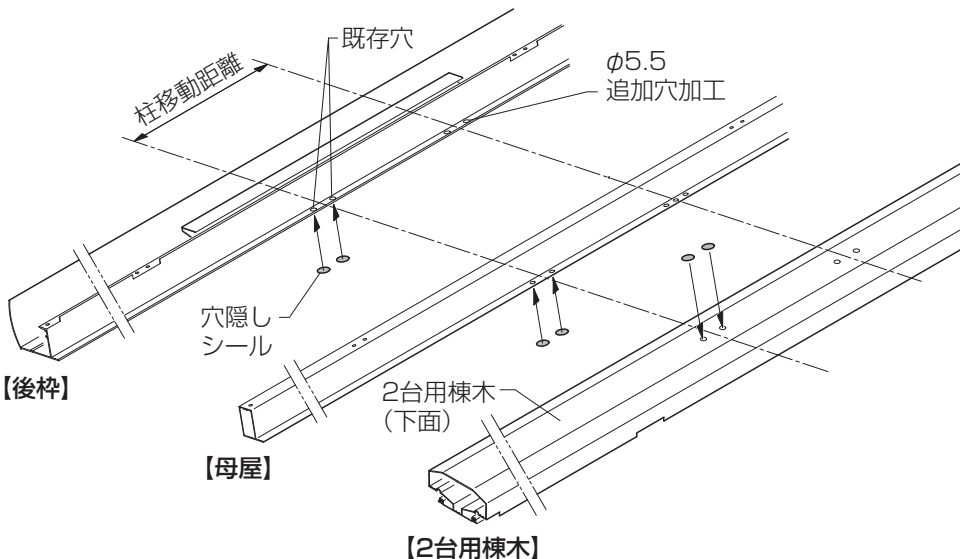 既存穴
φ5.5
追加穴加工
柱移動距離
穴隠し
シール
【後枠】
2台用棟木
（下面）
【母屋】
【2台用棟木】